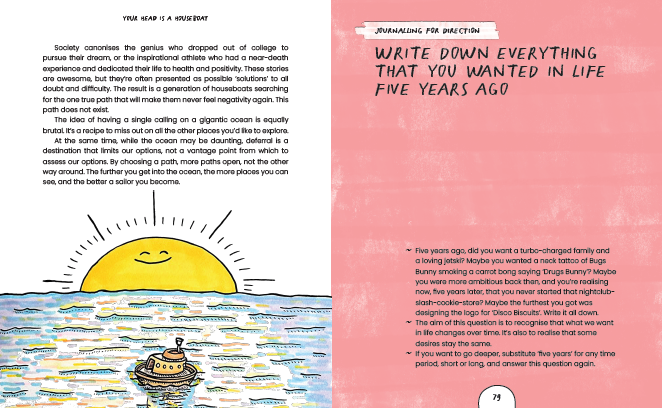 YOUR HEAD IS A HOUSEBOAT
Society canonises the genius who dropped out of college to
pursue their dream, or the inspirational athlete who had a near-death
experience and dedicated their life to health and positivity. These stories
are awesome, but they're often presented as possible 'solutions' to all
doubt and difficulty. The result is a generation of houseboats searching
for the one true path that will make them never feel negativity again. This
path does not exist.
The idea of having a single calling on a gigantic ocean is equally
brutal. It's a recipe to miss out on all the other places you'd like to explore.
At the same time, while the ocean may be daunting, deferral is a
destination that limits our options, not a vantage point from which to
assess our options. By choosing a path, more paths open, not the other
way around. The further you get into the ocean, the more places you can
see, and the better a sailor you become.
JOURNALLING FOR DIRECTION
WRITE DOWN EVERYTHING
THAT YOU WANTED IN LIFE
FIVE YEARS AGO
~ Five years ago, did you want a turbo-charged family and
a loving jetski? Maybe you wanted a neck tattoo of Bugs
Bunny smoking a carrot bong saying 'Drugs Bunny'? Maybe
you were more ambitious back then, and you're realising
now, five years later, that you never started that nightclub-
slash-cookie-store? Maybe the furthest you got was
designing the logo for 'Disco Biscuits'. Write it all down.
~ The aim of this question is to recognise that what we want
in life changes over time. It's also to realise that some
desires stay the same.
~ If you want to go deeper, substitute 'five years' for any time
period, short or long, and answer this question again.
79